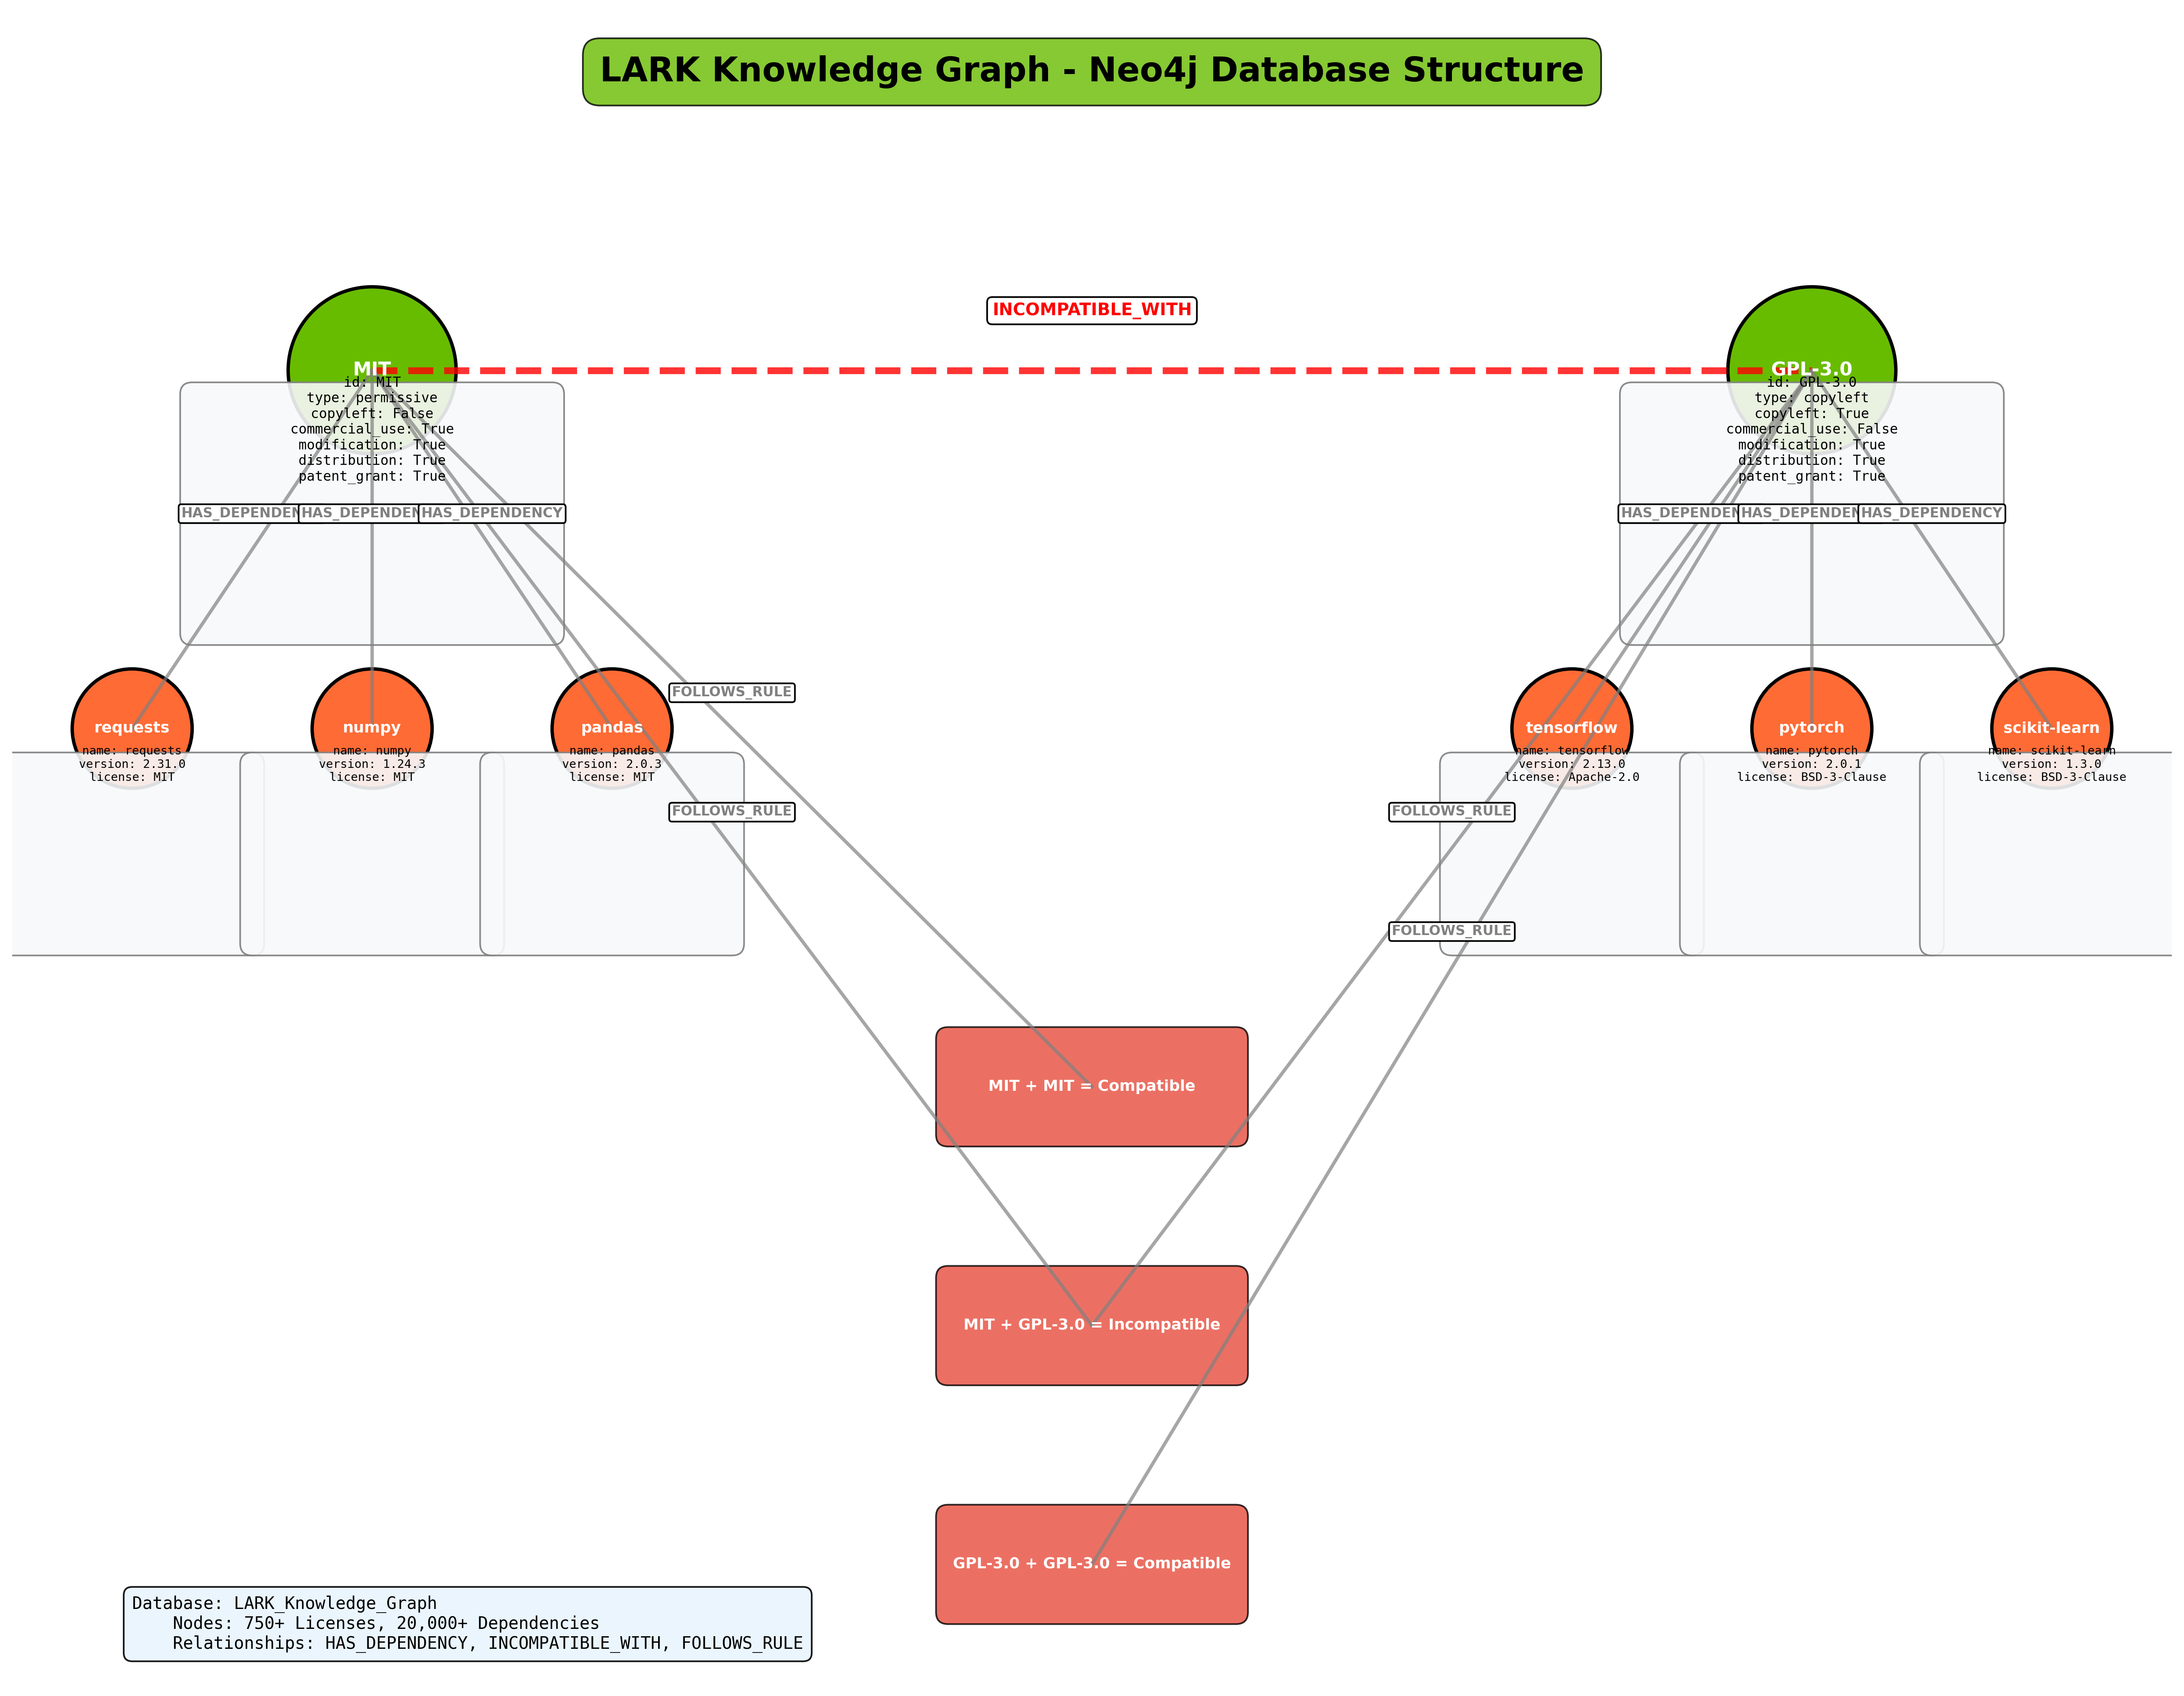 LARK Knowledge Graph - Neo4j Database Structure
INCOMPATIBLE_WITH
MIT
id: MIT
type: permissive
copyleft: False
commercial_use: True
modification: True
distribution: True
patent_grant: True
GPL-3.0
id: GPL-3.0
type: copyleft
copyleft: True
commercial_use: False
modification: True
distribution: True
patent_grant: True
HAS_DEPENDEN HAS_DEPENDEN HAS_DEPENDENCY
HAS_DEPENDEN HAS_DEPENDEN HAS_DEPENDENCY
FOLLOWS_RULE
requests
name: requests
version: 2.31.0
license: MIT
numpy
name: numpy
version: 1.24.3
license: MIT
pandas
name: pandas
version: 2.0.3
license: MIT
tensorflow
name: tensorflow
version: 2.13.0
license: Apache-2.0
pytorch
name: pytorch
version: 2.0.1
license: BSD-3-Clause
scikit-learn
name: scikit-learn
version: 1.3.0
license: BSD-3-Clause
FOLLOWS_RULE
FOLLOWS_RULE
FOLLOWS_RULE
MIT + MIT = Compatible
MIT + GPL-3.0 = Incompatible
GPL-3.0 + GPL-3.0 = Compatible
Database: LARK_Knowledge_Graph
Nodes: 750+ Licenses, 20,000+ Dependencies
Relationships: HAS_DEPENDENCY, INCOMPATIBLE_WITH, FOLLOWS_RULE